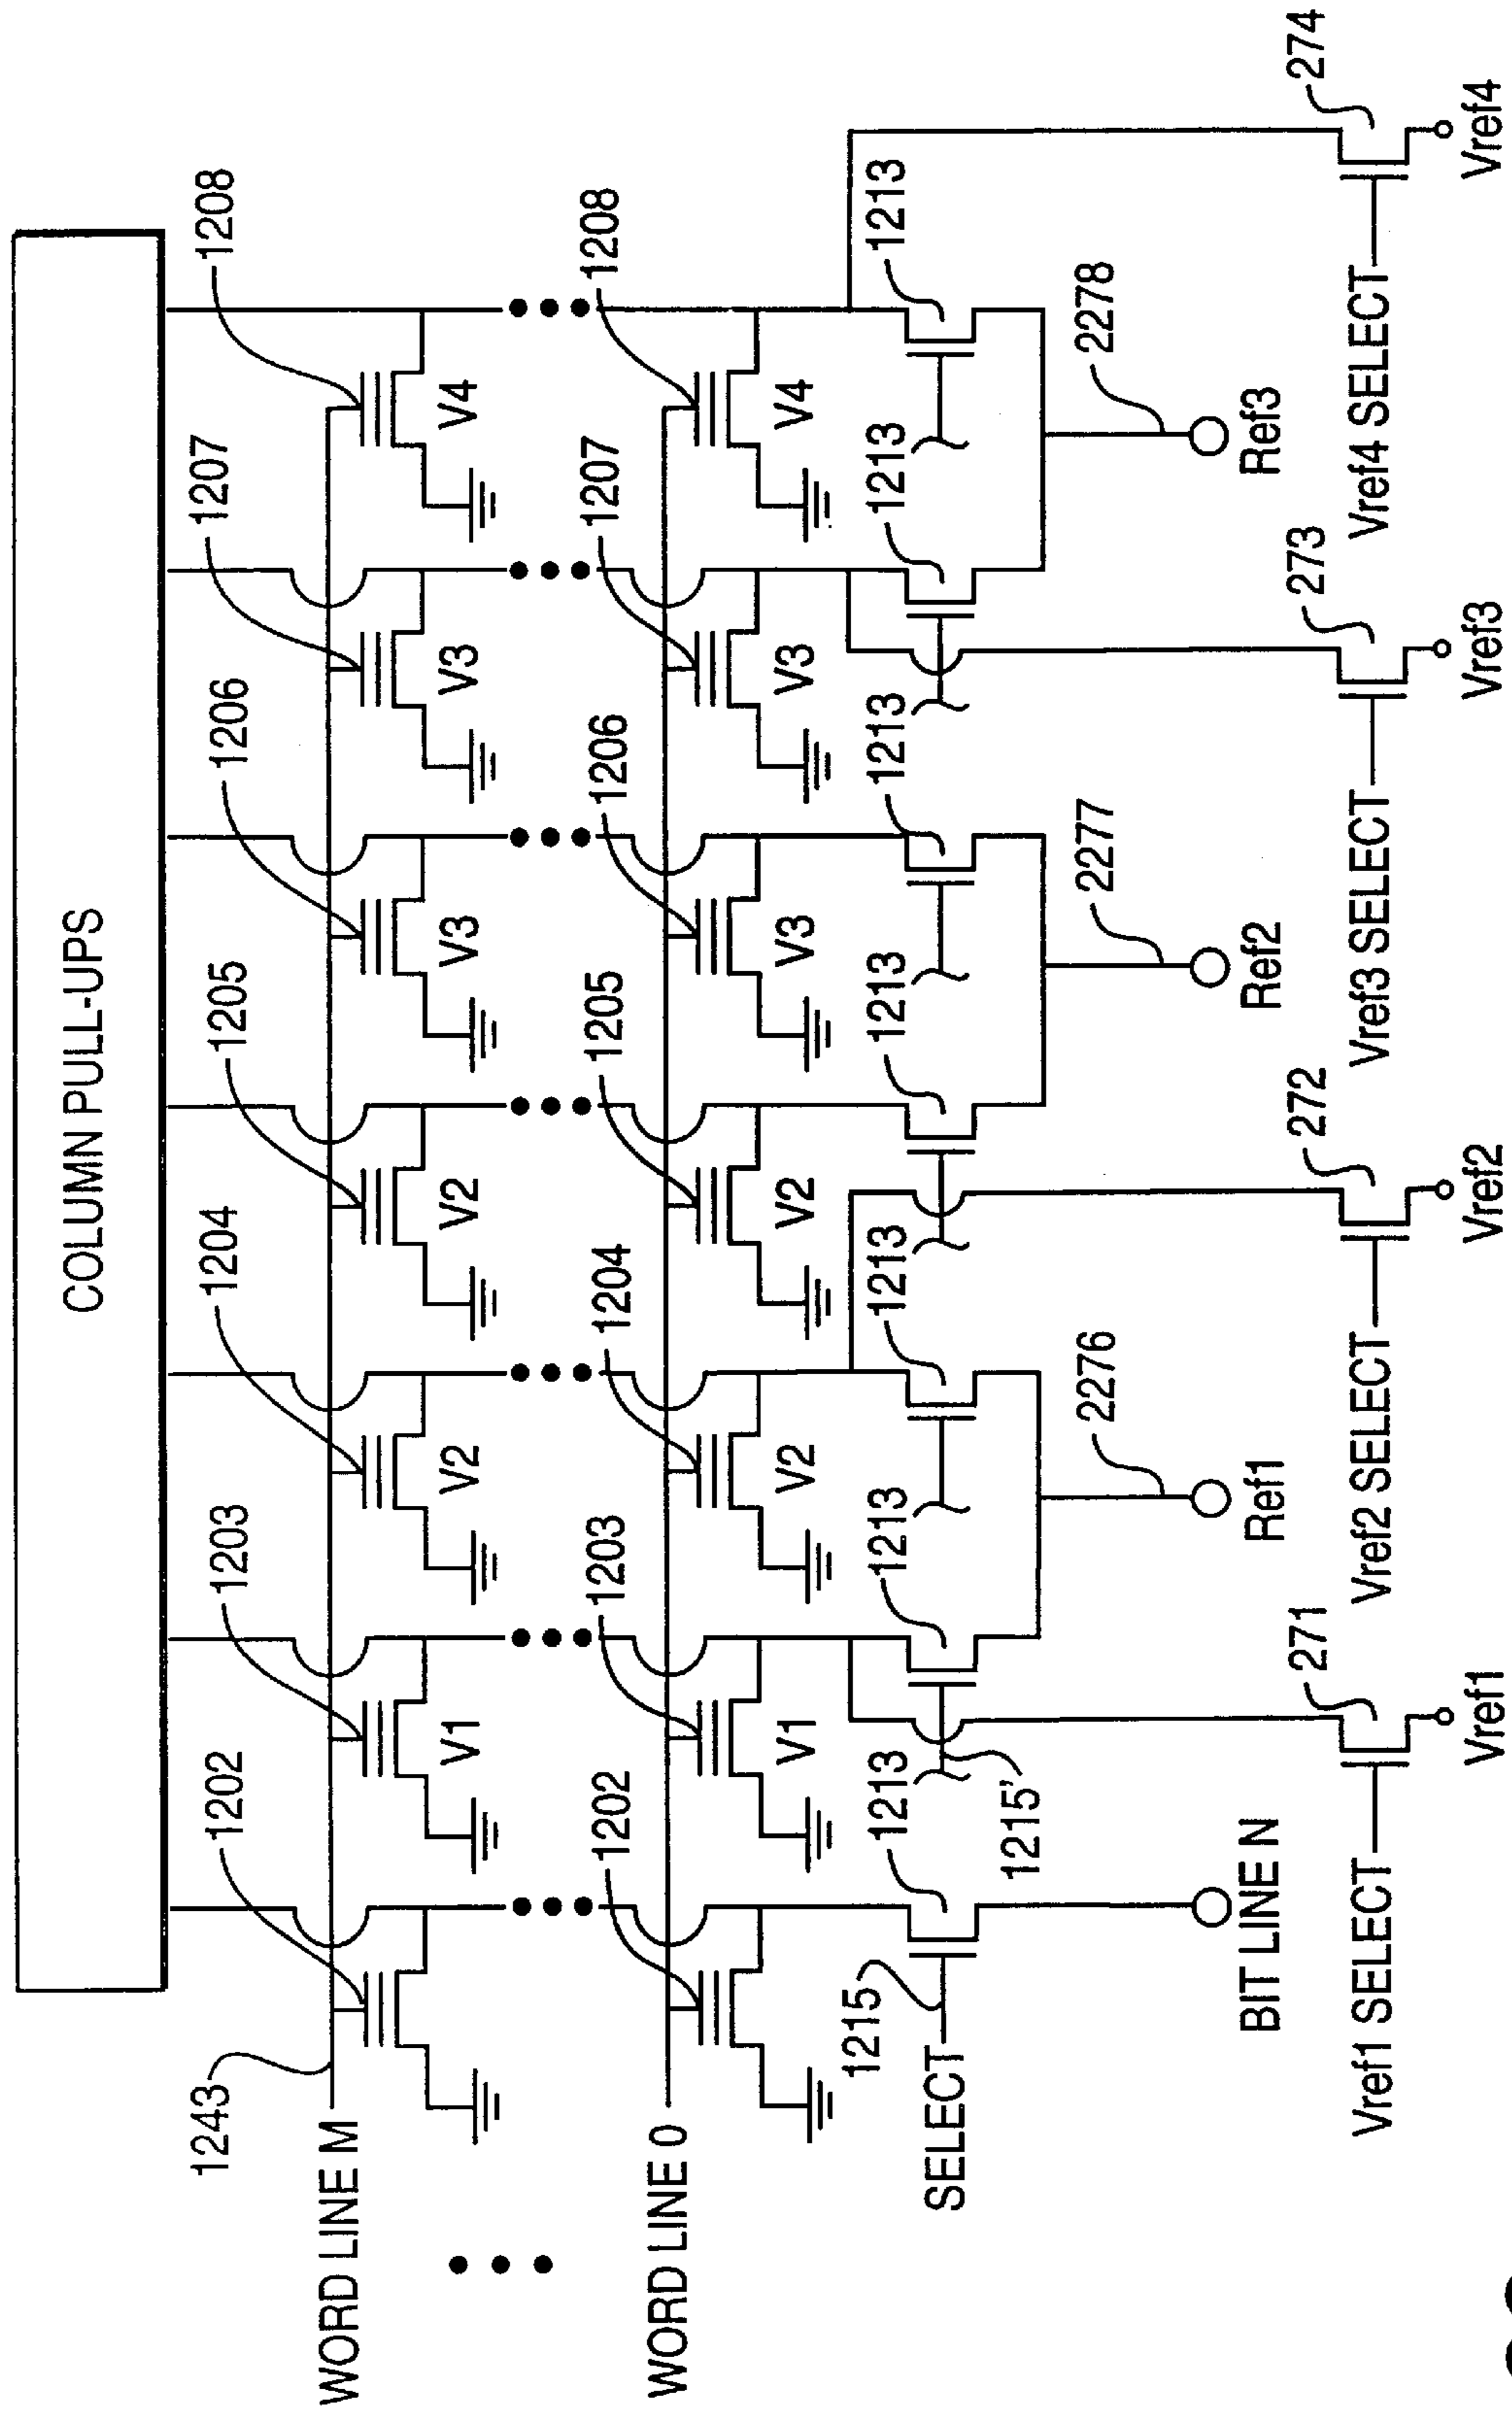 COLUMN PULL-UPS
1243 1202 1203 1204 1205 1206 1207 1208
WORD LINE M
V1 V2 V2 V3 V3 V4
1202 1203 1204 1205 1206 1207 1208
WORD LINE 0
V1 V2 V2 V3 V3 V4
1215 1213 1213 1213 1213 1213 1213 1213
SELECT
1215'
2276 2277 2278
BIT LINE N Ref1 Ref2 Ref3
271 272 273 274
Vref1 SELECT Vref2 SELECT Vref3 SELECT Vref4 SELECT
Vref1 Vref2 Vref3 Vref4